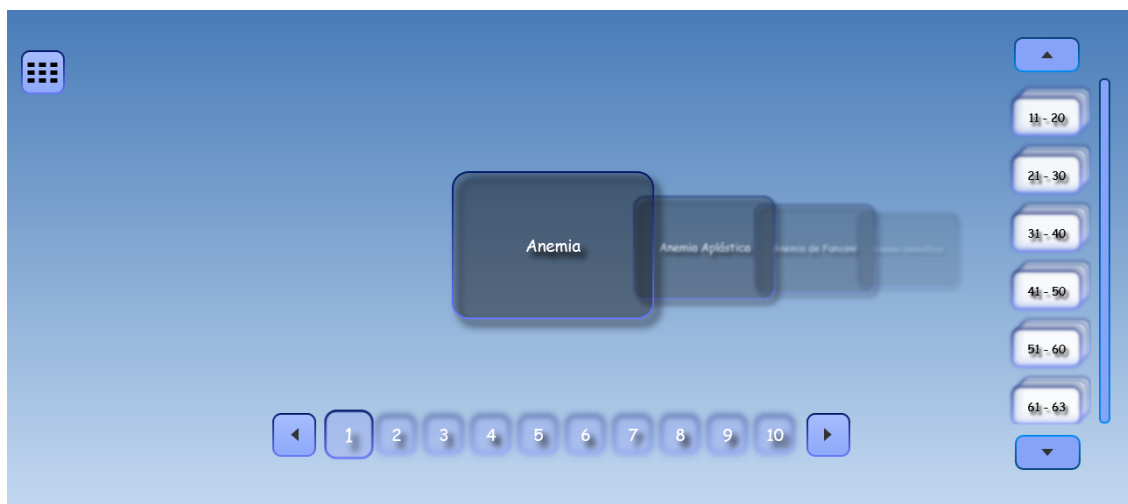 11 - 20
21 - 30
31 - 40
41 - 50
51 - 60
61 - 63
Anemia
Anemia Aplástica
Anemia de Fanconi
1 2 3 4 5 6 7 8 9 10